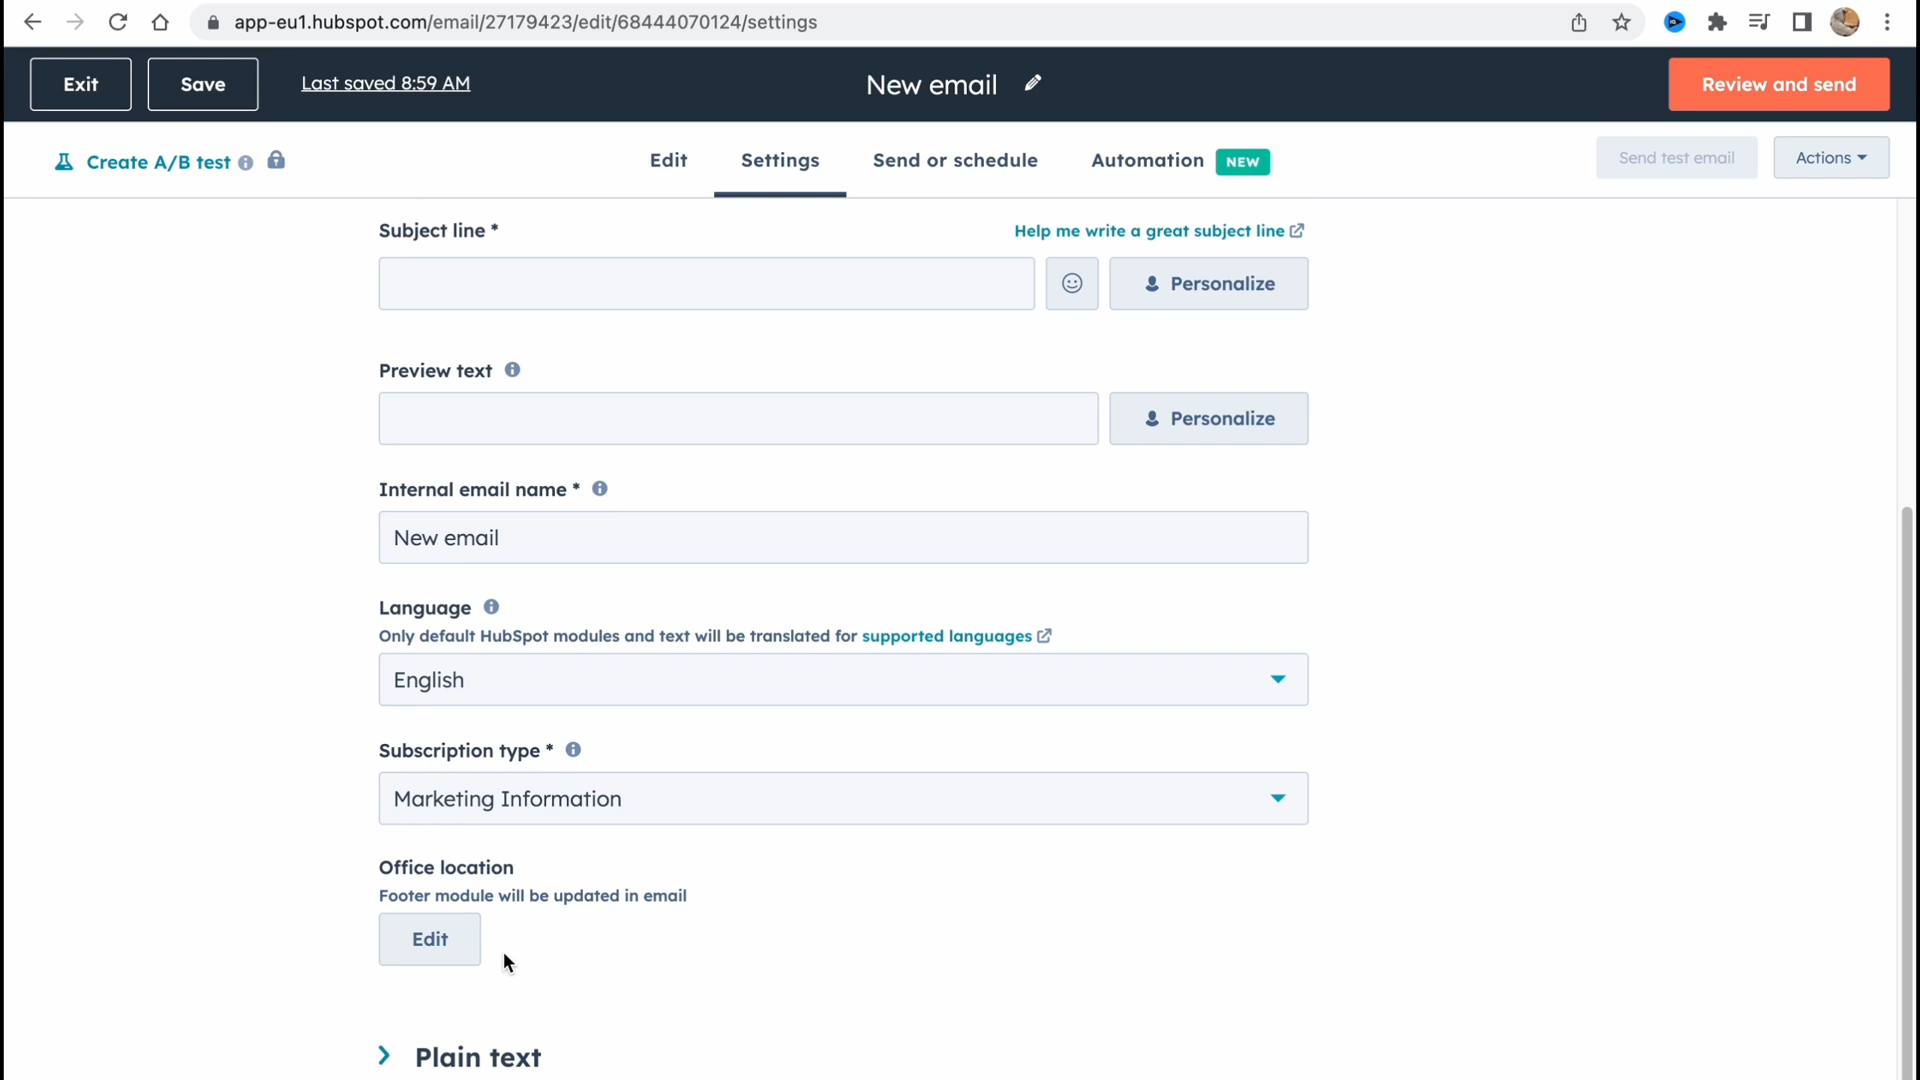 app-eu1.hubspot.com/email/27179423/edit/68444070124/settings
Exit
Save
Last saved 8:59 AM
New email
Review and send
Create A/B test
Edit
Settings
Send or schedule
Automation
NEW
Send test email
Actions
Subject line *
Help me write a great subject line
Personalize
Preview text
Personalize
Internal email name *
New email
Language
Only default HubSpot modules and text will be translated for supported languages
English
Subscription type *
Marketing Information
Office location
Footer module will be updated in email
Edit
Plain text